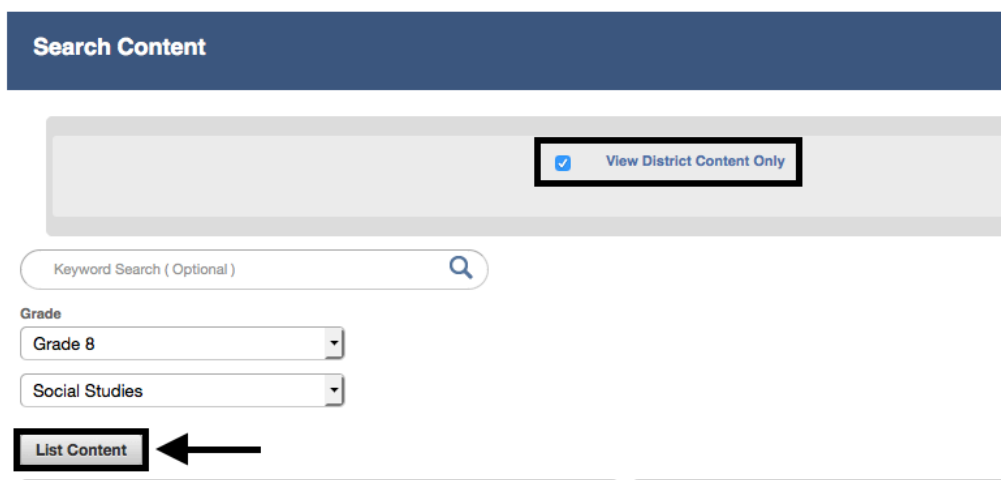 Search Content
View District Content Only
Keyword Search ( Optional )
Grade
Grade 8
Social Studies
List Content